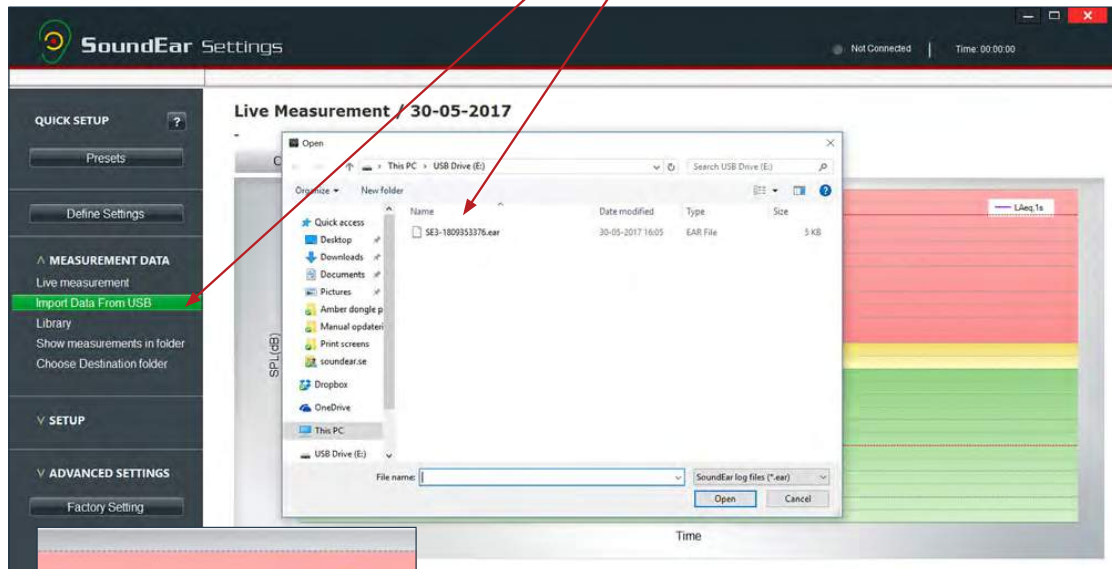 SoundEar Settings
Not Connected | Time: 00:00:00
QUICK SETUP ?
Presets
Define Settings
∧ MEASUREMENT DATA
Live measurement
Import Data From USB
Library
Show measurements in folder
Choose Destination folder
∨ SETUP
∨ ADVANCED SETTINGS
Factory Setting
Live Measurement / 30-05-2017
-
C
SPL(dB)
LAeq,1s
Time
Open
This PC › USB Drive (E:)
Search USB Drive (E:)
Organize
New folder
Quick access
Desktop
Downloads
Documents
Pictures
Amber dongle p
Manual opdateri
Print screens
soundear.se
Dropbox
OneDrive
This PC
USB Drive (E:)
Name Date modified Type Size
SE3-1809353376.ear 30-05-2017 16:05 EAR File 5 KB
File name:
SoundEar log files (*.ear)
Open Cancel